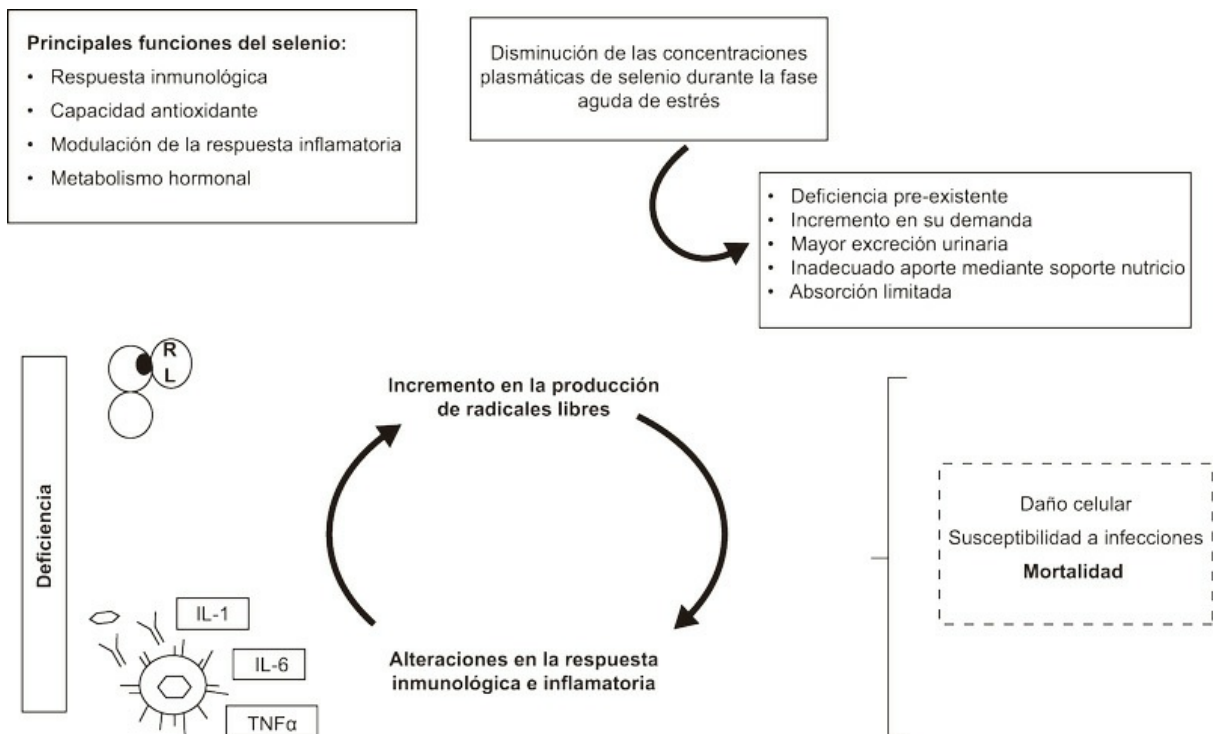 Principales funciones del selenio:
• Respuesta inmunológica
• Capacidad antioxidante
• Modulación de la respuesta inflamatoria
• Metabolismo hormonal
Disminución de las concentraciones
plasmáticas de selenio durante la fase
aguda de estrés
• Deficiencia pre-existente
• Incremento en su demanda
• Mayor excreción urinaria
• Inadecuado aporte mediante soporte nutricio
• Absorción limitada
Deficiencia
R
L
IL-1
IL-6
TNFα
Incremento en la producción
de radicales libres
Alteraciones en la respuesta
inmunológica e inflamatoria
Daño celular
Susceptibilidad a infecciones
Mortalidad